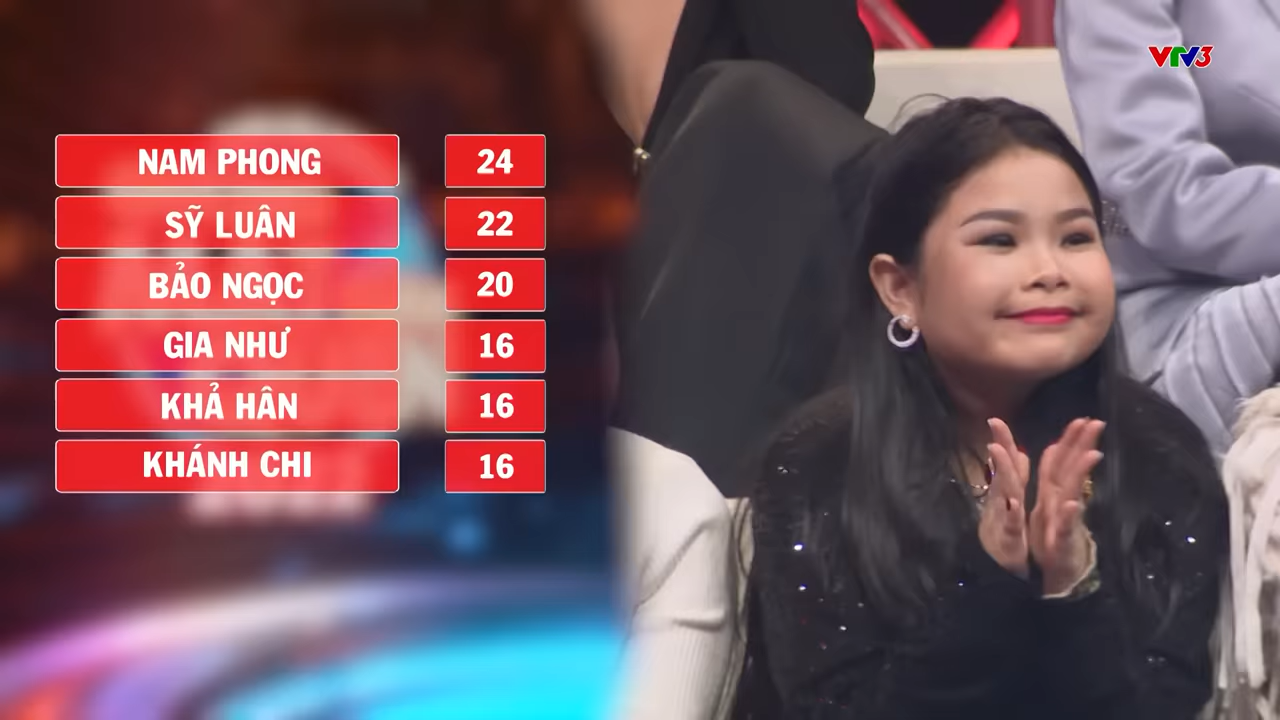 VTV3
NAM PHONG 24
SỸ LUÂN 22
BẢO NGỌC 20
GIA NHƯ 16
KHẢ HÂN 16
KHÁNH CHI 16